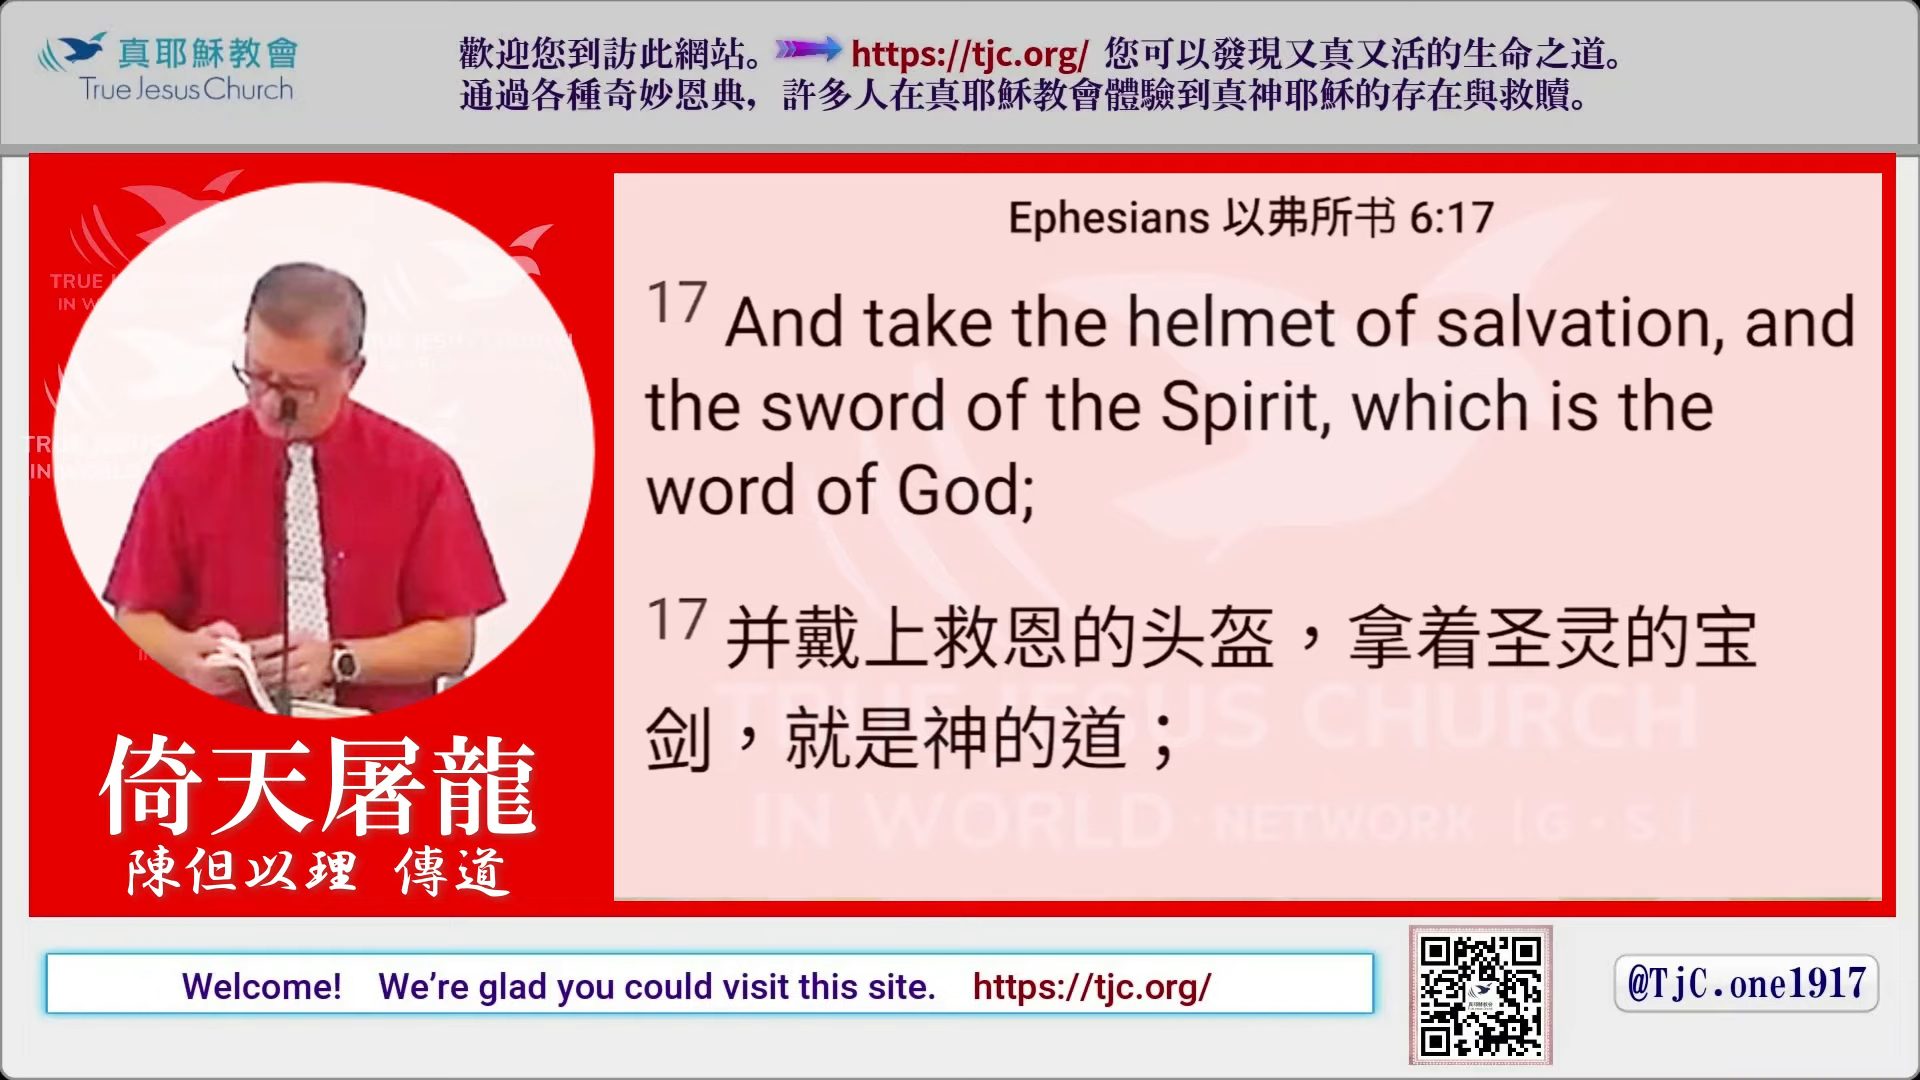 真耶穌教會
True Jesus Church
歡迎您到訪此網站。 https://tjc.org/ 您可以發現又真又活的生命之道。
通過各種奇妙恩典，許多人在真耶穌教會體驗到真神耶穌的存在與救贖。
Ephesians 以弗所书 6:17
17 And take the helmet of salvation, and
the sword of the Spirit, which is the
word of God;
17 并戴上救恩的头盔，拿着圣灵的宝
剑，就是神的道；
TRUE JESUS CHURCH
IN WORLD NETWORK | G · S |
倚天屠龍
陳但以理 傳道
Welcome! We’re glad you could visit this site. https://tjc.org/
@TjC.one1917